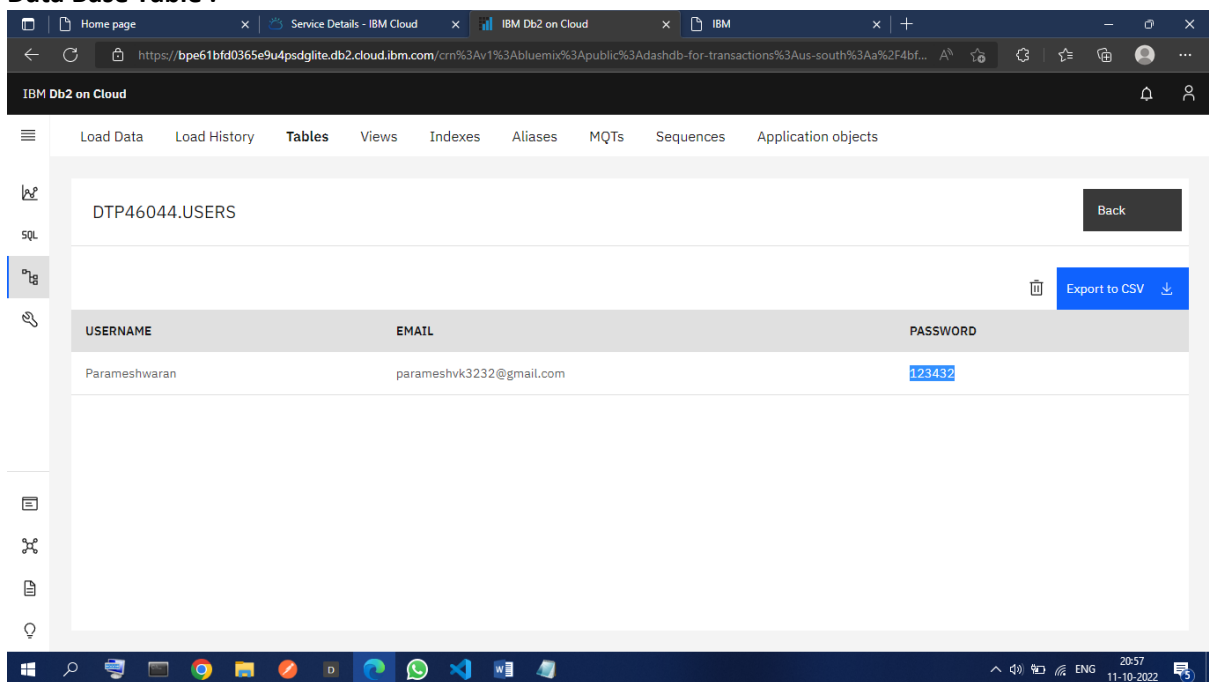 Data Base Table :
Home page
Service Details - IBM Cloud
IBM Db2 on Cloud
IBM
https://bpe61bfd0365e9u4psdglite.db2.cloud.ibm.com/crn%3Av1%3Abluemix%3Apublic%3Adashdb-for-transactions%3Aus-south%3Aa%2F4bf...
IBM Db2 on Cloud
Load Data Load History Tables Views Indexes Aliases MQTs Sequences Application objects
DTP46044.USERS
Back
SQL
Export to CSV
USERNAME EMAIL PASSWORD
Parameshwaran parameshvk3232@gmail.com 123432
ENG
20:57
11-10-2022
5